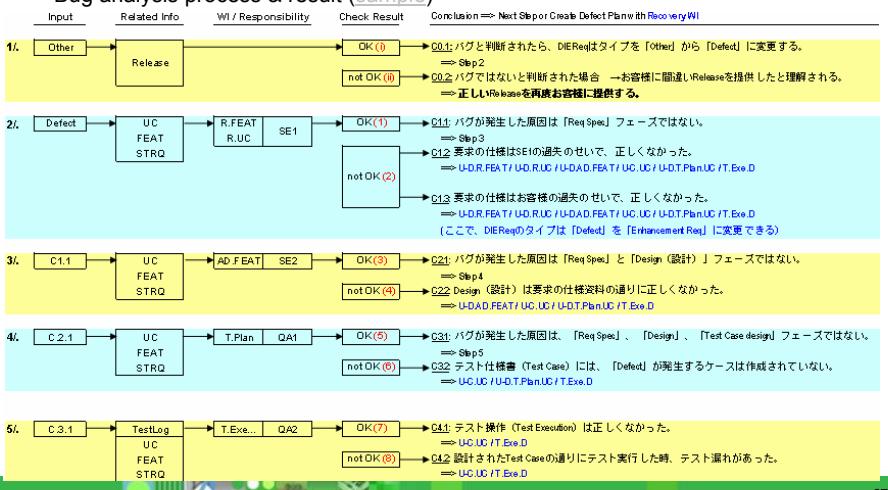 Bug analysis process a result (sample)
Input Related Info WI / Responsibility Check Result Conclusion ==> Next Step or Create Defect Plan with Recovery WI
1/. Other Release OK (i) C0.1: バグと判断されたら、DIEReqはタイプを「Other」から「Defect」に変更する。
==> Step2
not OK (ii) C0.2: バグではないと判断された場合 →お客様に間違いReleaseを提供したと理解される。
==> 正しいReleaseを再度お客様に提供する。
2/. Defect UC R.FEAT SE1 OK (1) C1.1: バグが発生した原因は「Req Spec」フェーズではない。
FEAT R.UC ==> Step3
STRQ not OK (2) C1.2 要求の仕様はSE1の過失のせいで、正しくなかった。
==> U-D.R.FEAT / U-D.R.UC / U-D.AD.FEAT / U-C.UC / U-D.T.Plan.UC / T.Exe.D
C1.3 要求の仕様はお客様の過失のせいで、正しくなかった。
==> U-D.R.FEAT / U-D.R.UC / U-D.AD.FEAT / U-C.UC / U-D.T.Plan.UC / T.Exe.D
(ここで、DIEReqのタイプは「Defect」を「Enhancement Req」に変更できる)
3/. C1.1 UC AD.FEAT SE2 OK (3) C2.1: バグが発生した原因は「Req Spec」と「Design（設計）」フェーズではない。
FEAT ==> Step4
STRQ not OK (4) C2.2 Design（設計）は要求の仕様資料の通りに正しくなかった。
==> U-D.AD.FEAT / U-C.UC / U-D.T.Plan.UC / T.Exe.D
4/. C.2.1 UC T.Plan QA1 OK (5) C3.1: バグが発生した原因は、「Req Spec」、「Design」、「Test Case design」フェーズではない。
FEAT ==> Step5
STRQ not OK (6) C3.2 テスト仕様書（Test Case）には、「Defect」が発生するケースは作成されていない。
==> U-C.UC / U-D.T.Plan.UC / T.Exe.D
5/. C.3.1 TestLog T.Exe... QA2 OK (7) C4.1: テスト操作（Test Execution）は正しくなかった。
UC ==> U-C.UC / T.Exe.D
FEAT not OK (8) C4.2 設計されたTest Caseの通りにテスト実行した時、テスト漏れがあった。
STRQ ==> U-C.UC / T.Exe.D